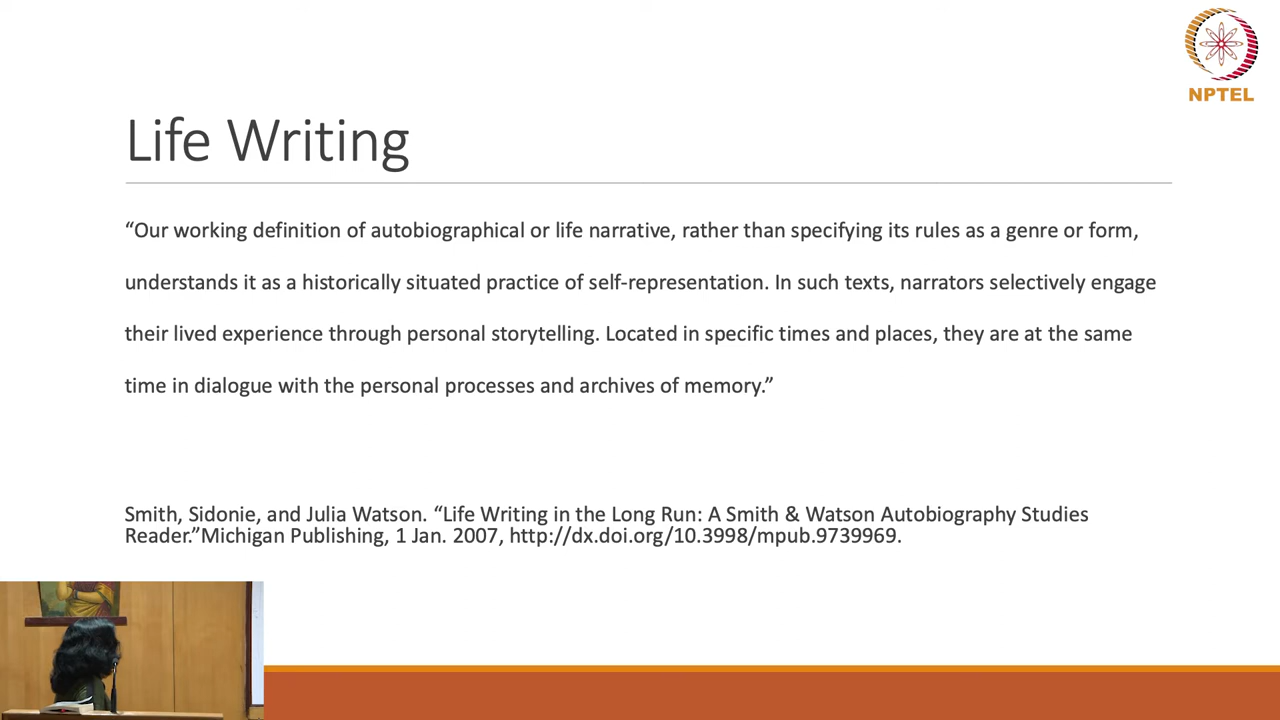 NPTEL
Life Writing
“Our working definition of autobiographical or life narrative, rather than specifying its rules as a genre or form,
understands it as a historically situated practice of self-representation. In such texts, narrators selectively engage
their lived experience through personal storytelling. Located in specific times and places, they are at the same
time in dialogue with the personal processes and archives of memory.”
Smith, Sidonie, and Julia Watson. “Life Writing in the Long Run: A Smith & Watson Autobiography Studies
Reader.”Michigan Publishing, 1 Jan. 2007, http://dx.doi.org/10.3998/mpub.9739969.